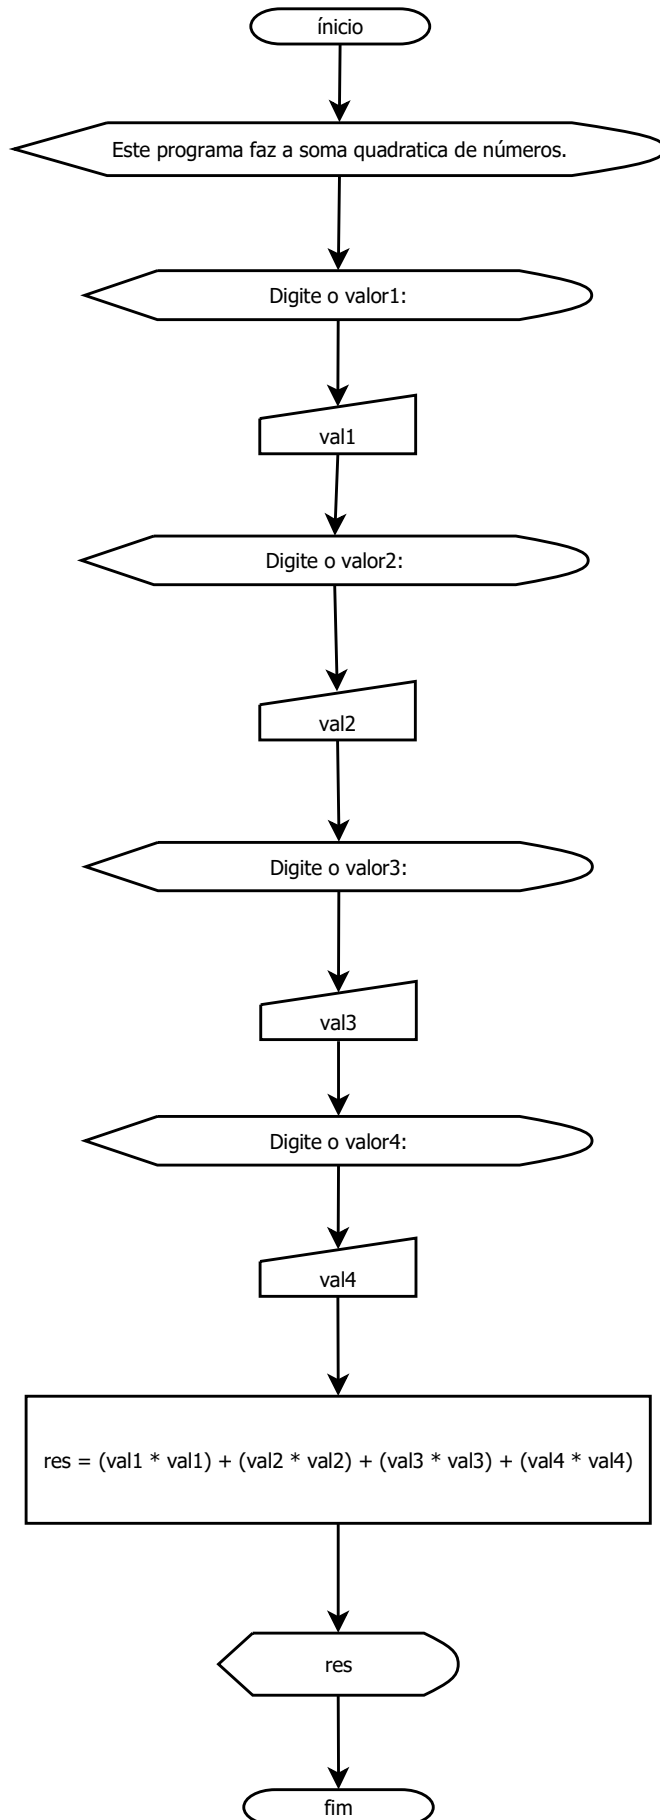 ínicio
Este programa faz a soma quadratica de números.
Digite o valor1:
val1
Digite o valor2:
val2
Digite o valor3:
val3
Digite o valor4:
val4
res = (val1 * val1) + (val2 * val2) + (val3 * val3) + (val4 * val4)
res
fim